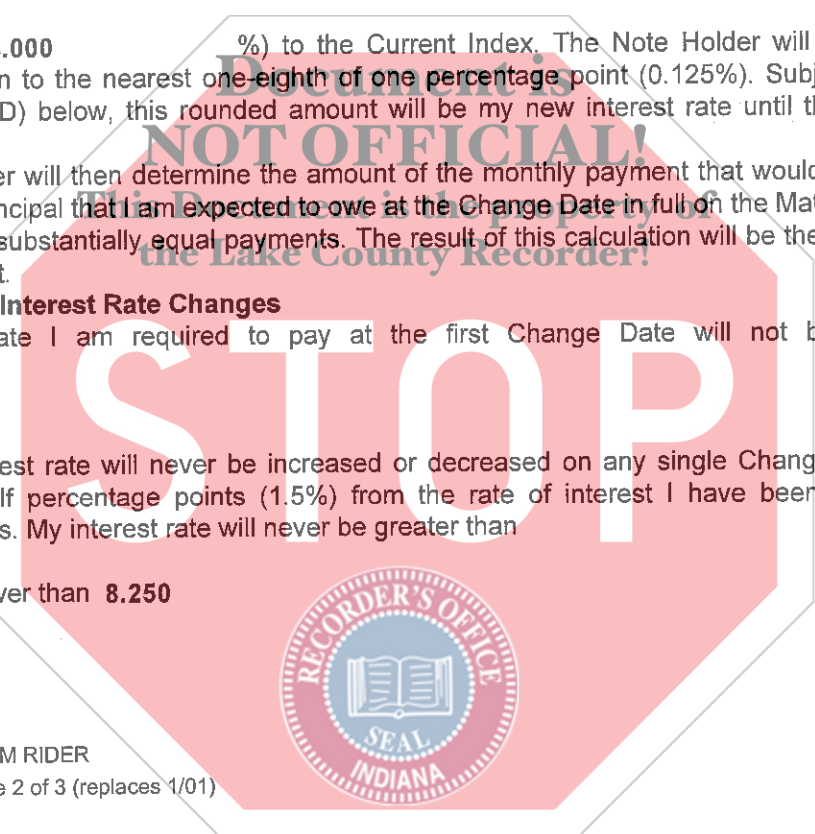 .000 %) to the Current Index. The Note Holder will
n to the nearest one-eighth of one percentage point (0.125%). Subj
Document is
D) below, this rounded amount will be my new interest rate until th
NOT OFFICIAL!
er will then determine the amount of the monthly payment that would
ncipal that I am expected to owe at the Change Date in full on the Mat
This Document is the property of
substantially equal payments. The result of this calculation will be the
the Lake County Recorder!
t.
Interest Rate Changes
ate I am required to pay at the first Change Date will not b
STOP
est rate will never be increased or decreased on any single Chang
lf percentage points (1.5%) from the rate of interest I have been
s. My interest rate will never be greater than
ver than 8.250
RECORDER'S OFFICE
SEAL
INDIANA
M RIDER
e 2 of 3 (replaces 1/01)